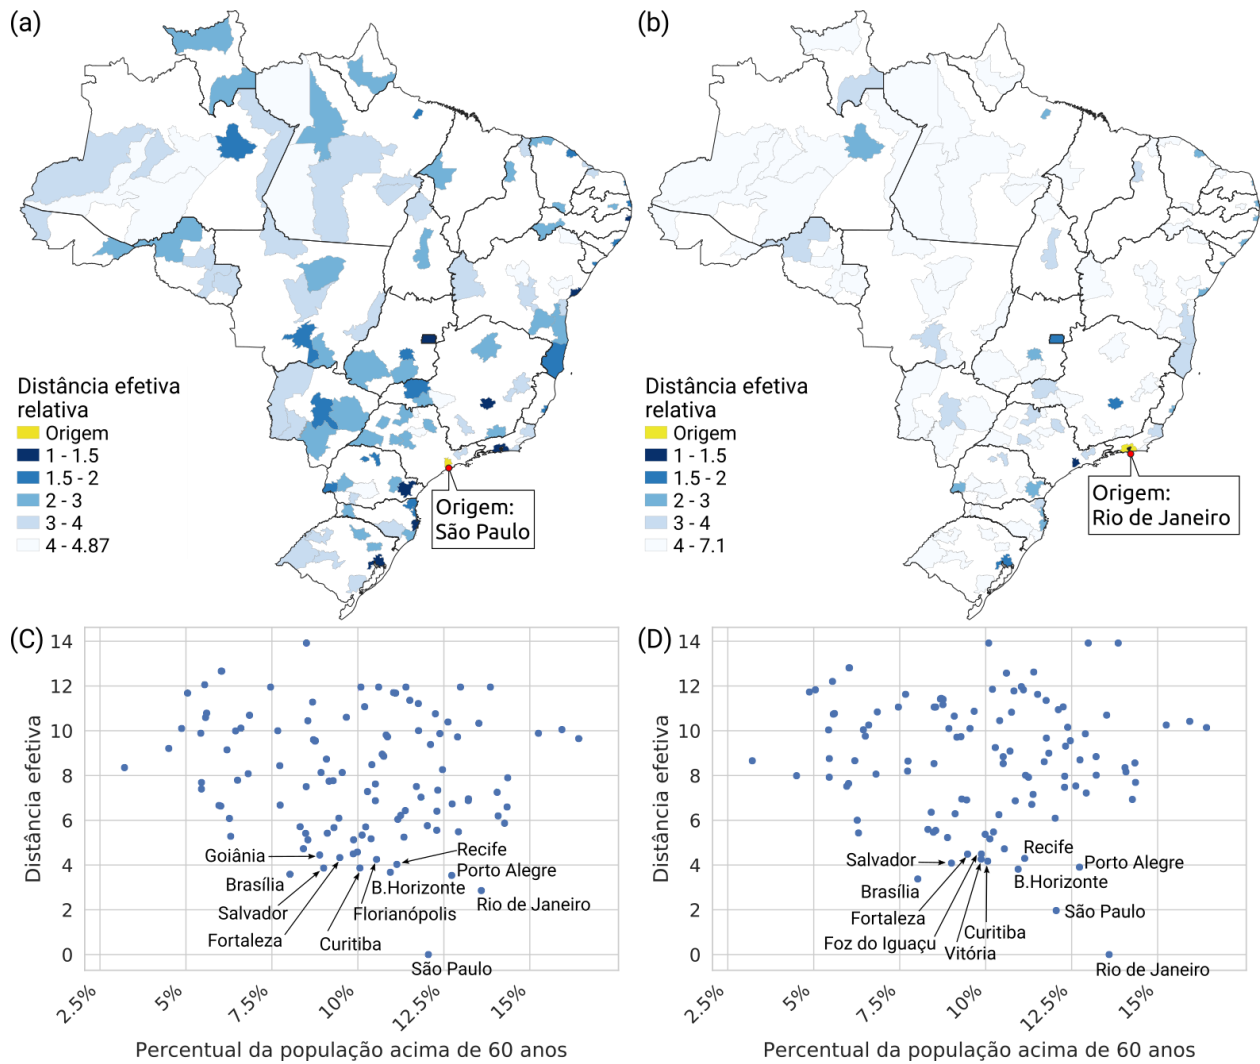 (a)
(b)
Distância efetiva
relativa
Origem
1 - 1.5
1.5 - 2
2 - 3
3 - 4
4 - 4.87
Origem:
São Paulo
Distância efetiva
relativa
Origem
1 - 1.5
1.5 - 2
2 - 3
3 - 4
4 - 7.1
Origem:
Rio de Janeiro
(C)
14
12
10
8
6
4
2
0
Distância efetiva
Goiânia
Brasília
Salvador
Fortaleza
Curitiba
Florianópolis
B.Horizonte
Recife
Porto Alegre
Rio de Janeiro
São Paulo
2.5%
5%
7.5%
10%
12.5%
15%
Percentual da população acima de 60 anos
(D)
14
12
10
8
6
4
2
0
Distância efetiva
Salvador
Brasília
Fortaleza
Foz do Iguaçu
Vitória
Curitiba
Recife
B.Horizonte
Porto Alegre
São Paulo
Rio de Janeiro
2.5%
5%
7.5%
10%
12.5%
15%
Percentual da população acima de 60 anos